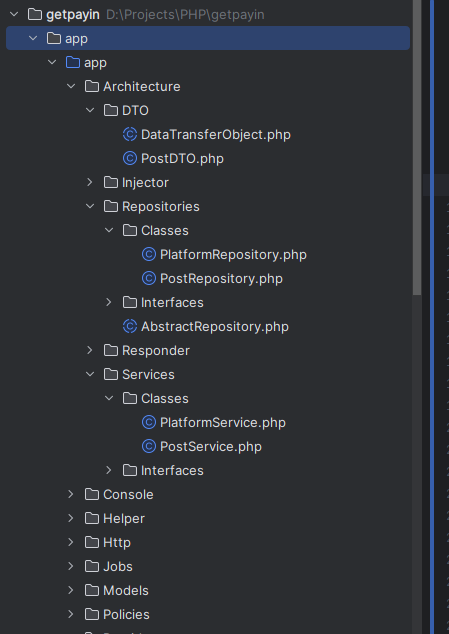 getpayin D:\Projects\PHP\getpayin
app
app
Architecture
DTO
DataTransferObject.php
PostDTO.php
Injector
Repositories
Classes
PlatformRepository.php
PostRepository.php
Interfaces
AbstractRepository.php
Responder
Services
Classes
PlatformService.php
PostService.php
Interfaces
Console
Helper
Http
Jobs
Models
Policies